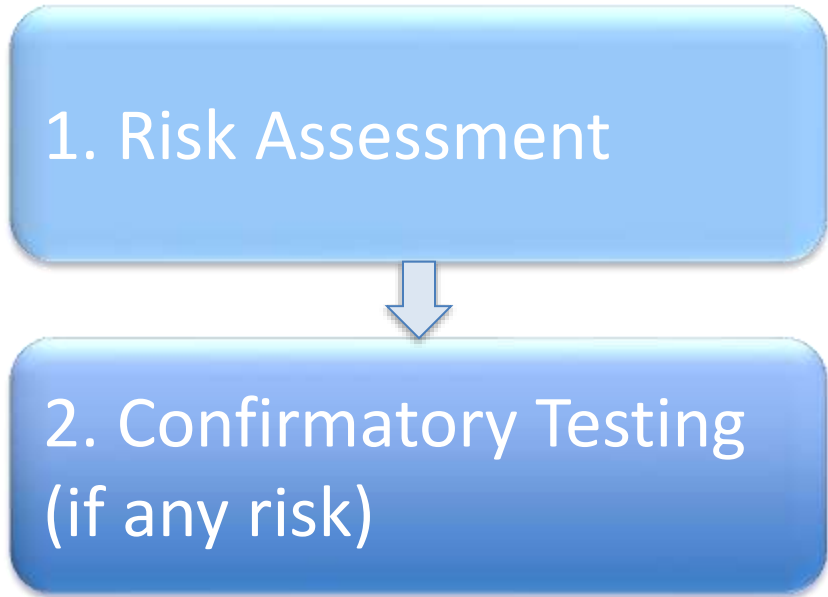 1. Risk Assessment
2. Confirmatory Testing
(if any risk)